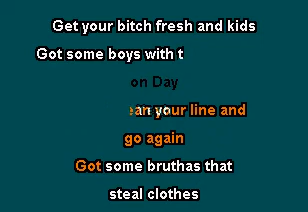 Get your bitch fresh and kids
Got some boys with t
on Day
an your line and
go again
Got some bruthas that
steal clothes